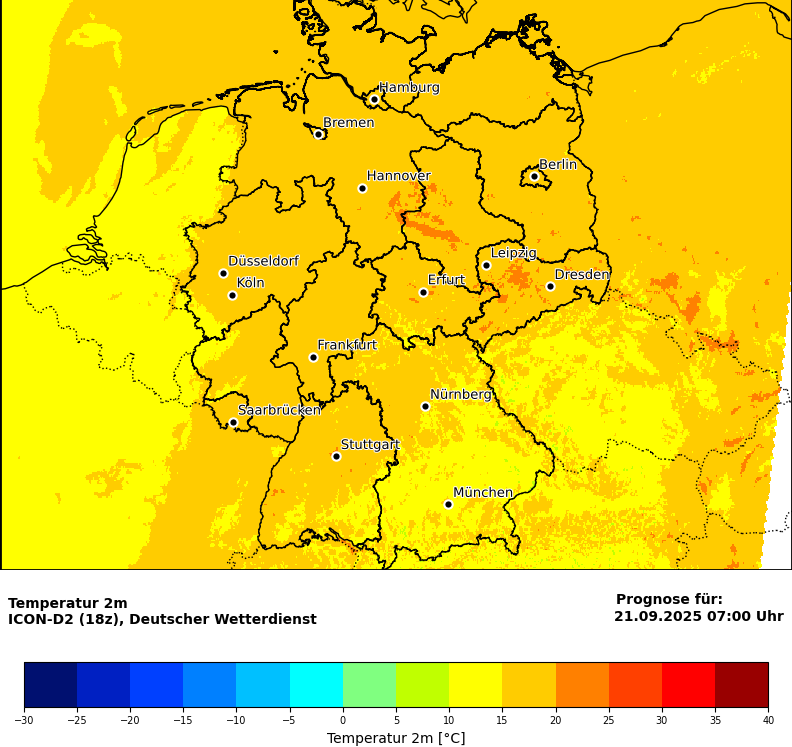 Hamburg
Bremen
Berlin
Hannover
Düsseldorf
Leipzig
Köln
Erfurt
Dresden
Frankfurt
Nürnberg
Saarbrücken
Stuttgart
München
Temperatur 2m
ICON-D2 (18z), Deutscher Wetterdienst
Prognose für:
21.09.2025 07:00 Uhr
−30 −25 −20 −15 −10 −5 0 5 10 15 20 25 30 35 40
Temperatur 2m [°C]